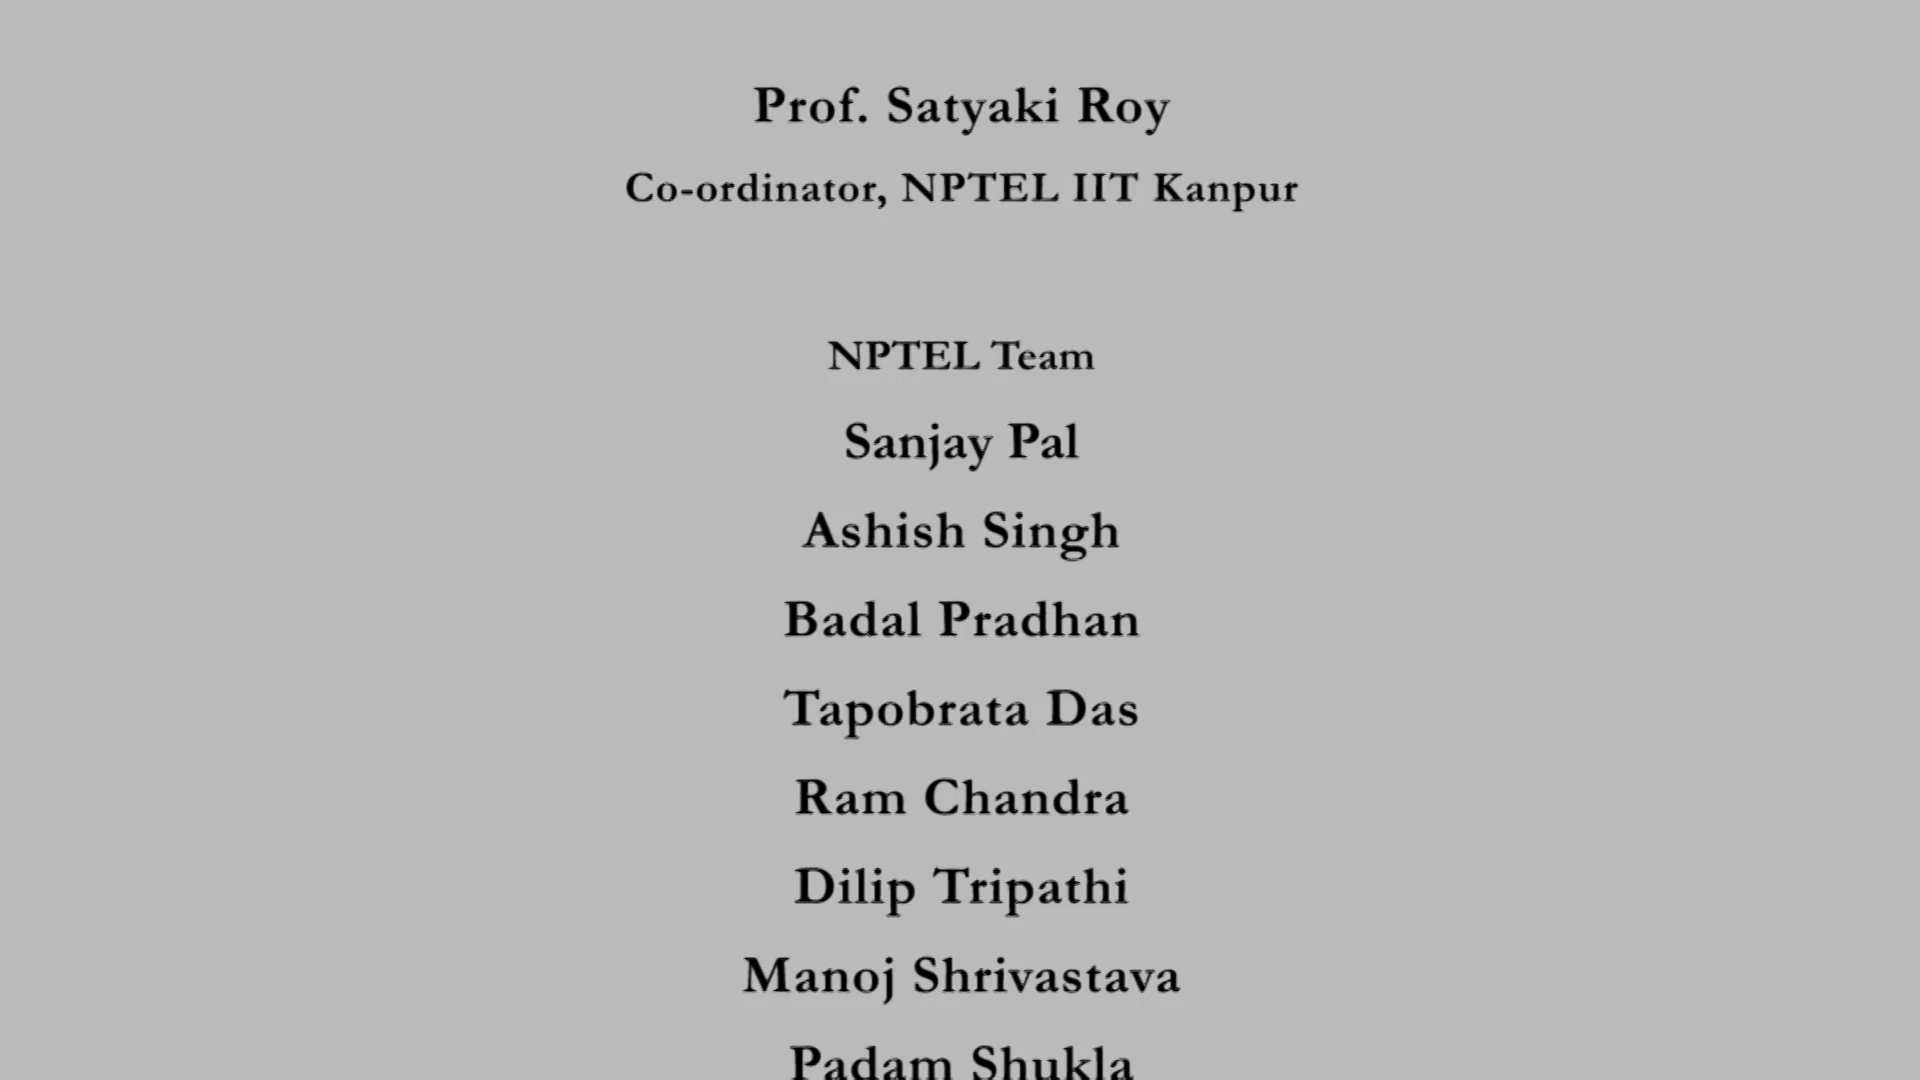 Prof. Satyaki Roy
Co-ordinator, NPTEL IIT Kanpur
NPTEL Team
Sanjay Pal
Ashish Singh
Badal Pradhan
Tapobrata Das
Ram Chandra
Dilip Tripathi
Manoj Shrivastava
Padam Shukla